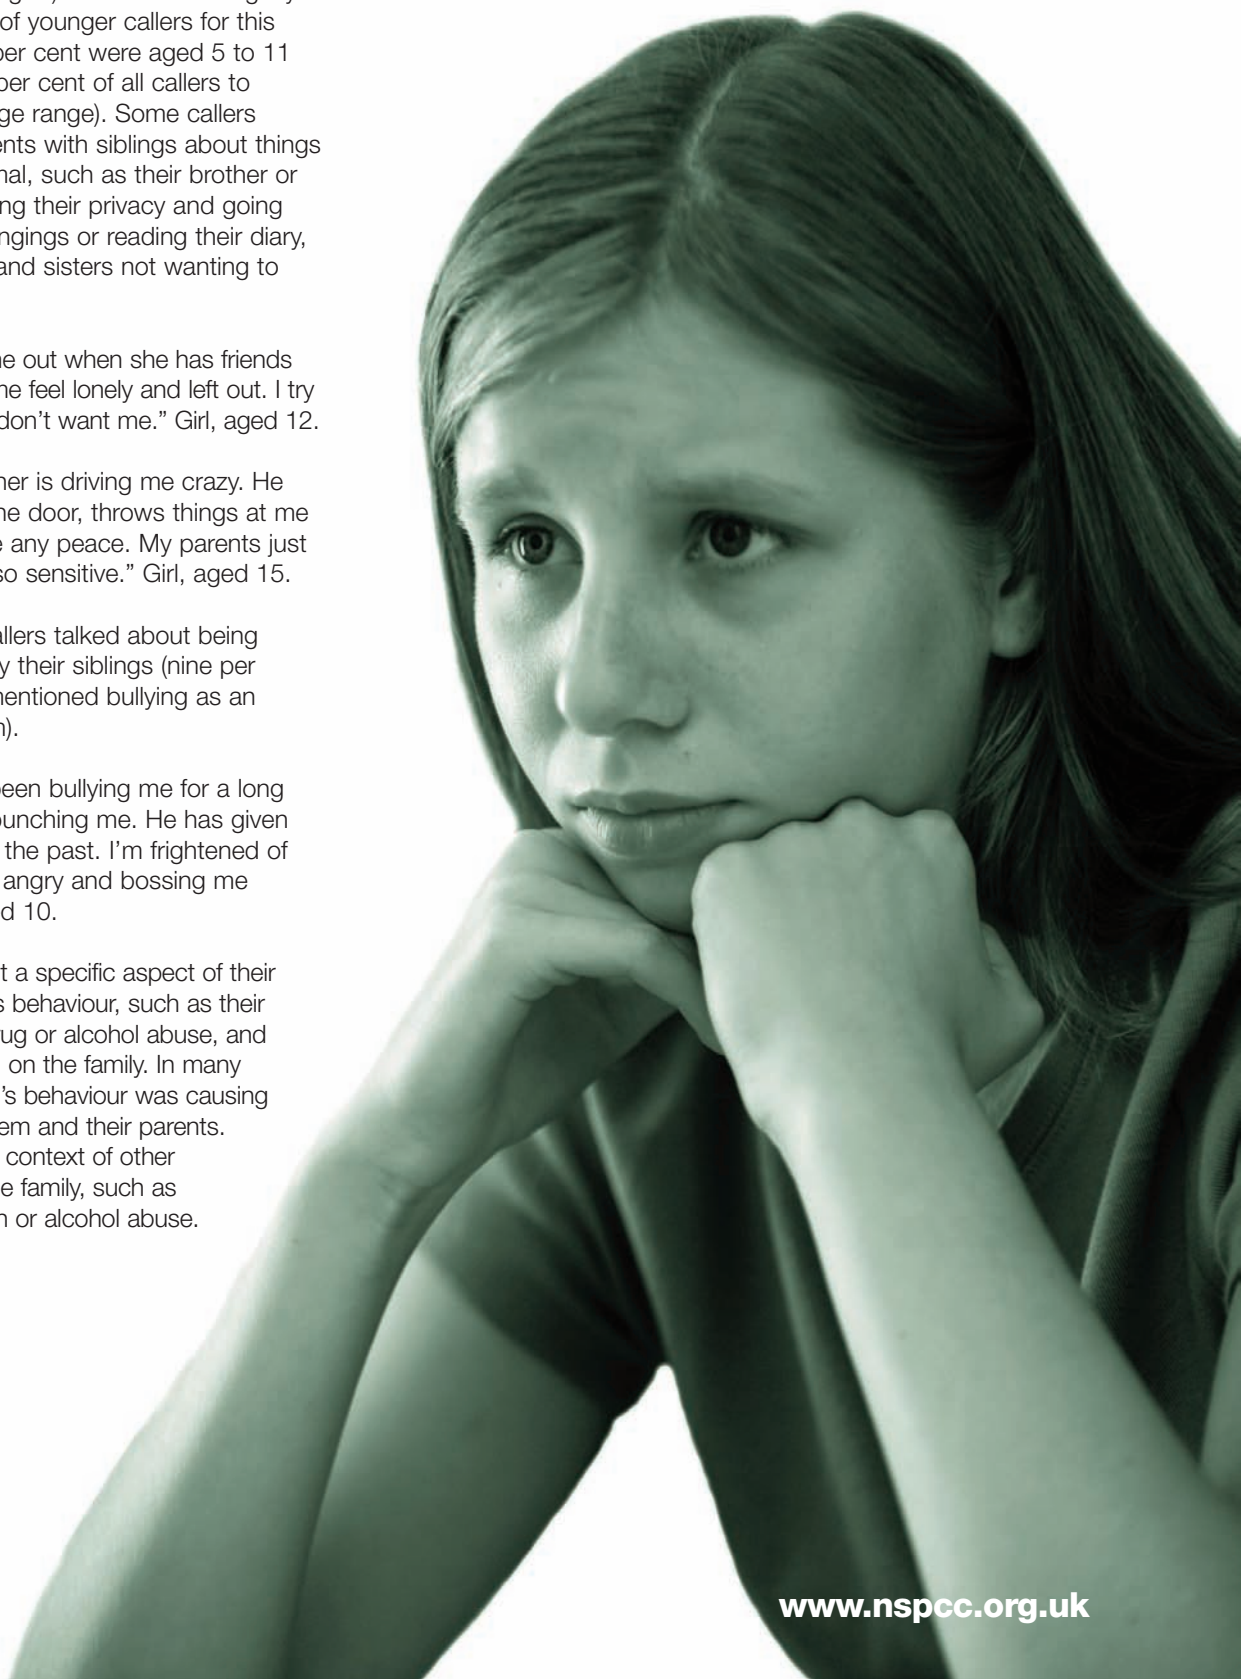 of younger callers for this
per cent were aged 5 to 11
per cent of all callers to
ge range). Some callers
ents with siblings about things
nal, such as their brother or
ng their privacy and going
ngings or reading their diary,
and sisters not wanting to
ne out when she has friends
ne feel lonely and left out. I try
don’t want me.” Girl, aged 12.
her is driving me crazy. He
he door, throws things at me
e any peace. My parents just
so sensitive.” Girl, aged 15.
allers talked about being
y their siblings (nine per
mentioned bullying as an
n).
been bullying me for a long
punching me. He has given
the past. I’m frightened of
angry and bossing me
d 10.
t a specific aspect of their
s behaviour, such as their
rug or alcohol abuse, and
on the family. In many
’s behaviour was causing
em and their parents.
context of other
e family, such as
n or alcohol abuse.
www.nspcc.org.uk